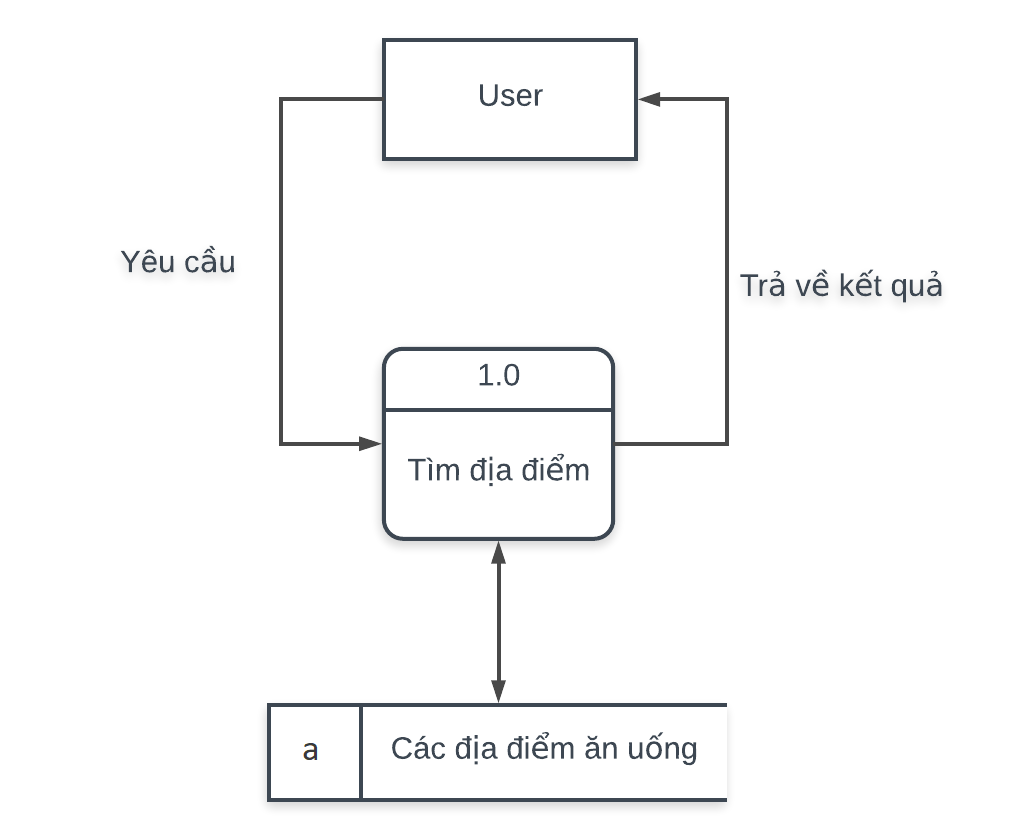 User
Yêu cầu
Trả về kết quả
1.0
Tìm địa điểm
a
Các địa điểm ăn uống